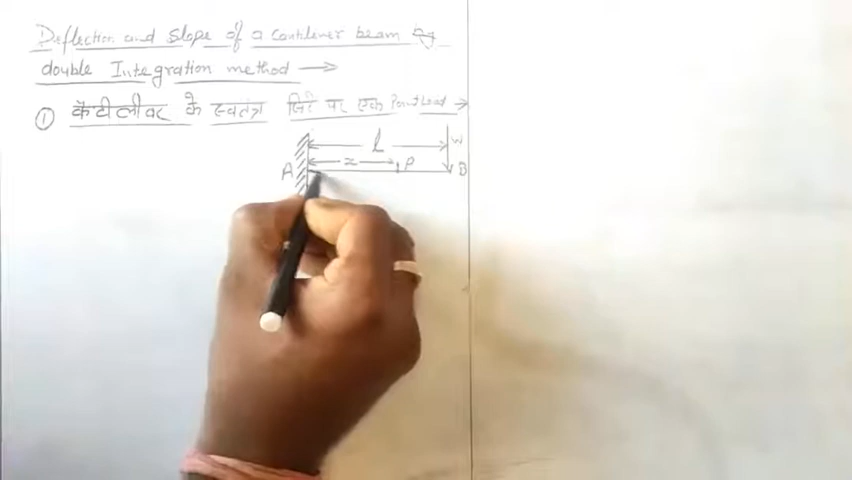 Deflection and slope of a cantilever beam by
double Integration method →
① केंटीलीवर के स्वतंत्र सिरे पर एक Point Load →
L
W
x
P
A
B